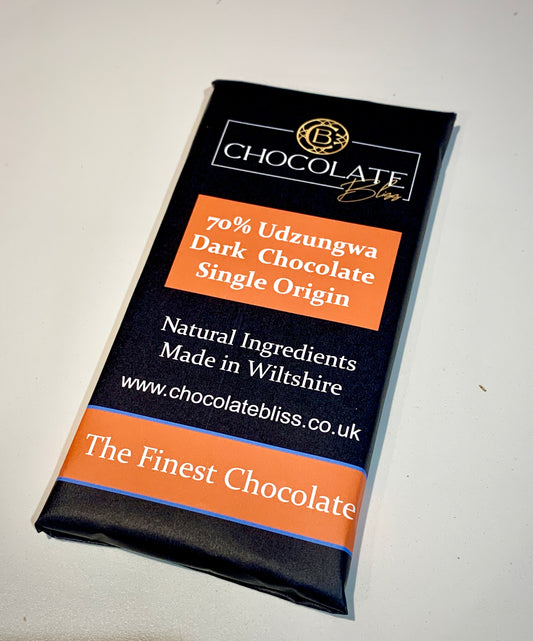 CB
CHOCOLATE
Bliss
70% Udzungwa
Dark Chocolate
Single Origin
Natural Ingredients
Made in Wiltshire
www.chocolatebliss.co.uk
The Finest Chocolate